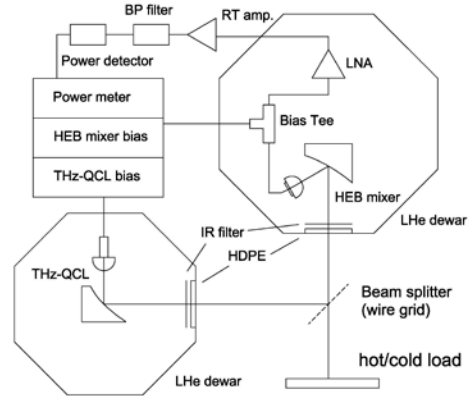 BP filter
RT amp.
Power detector
LNA
Power meter
HEB mixer bias
Bias Tee
THz-QCL bias
HEB mixer
LHe dewar
IR filter
HDPE
THz-QCL
Beam splitter
(wire grid)
hot/cold load
LHe dewar